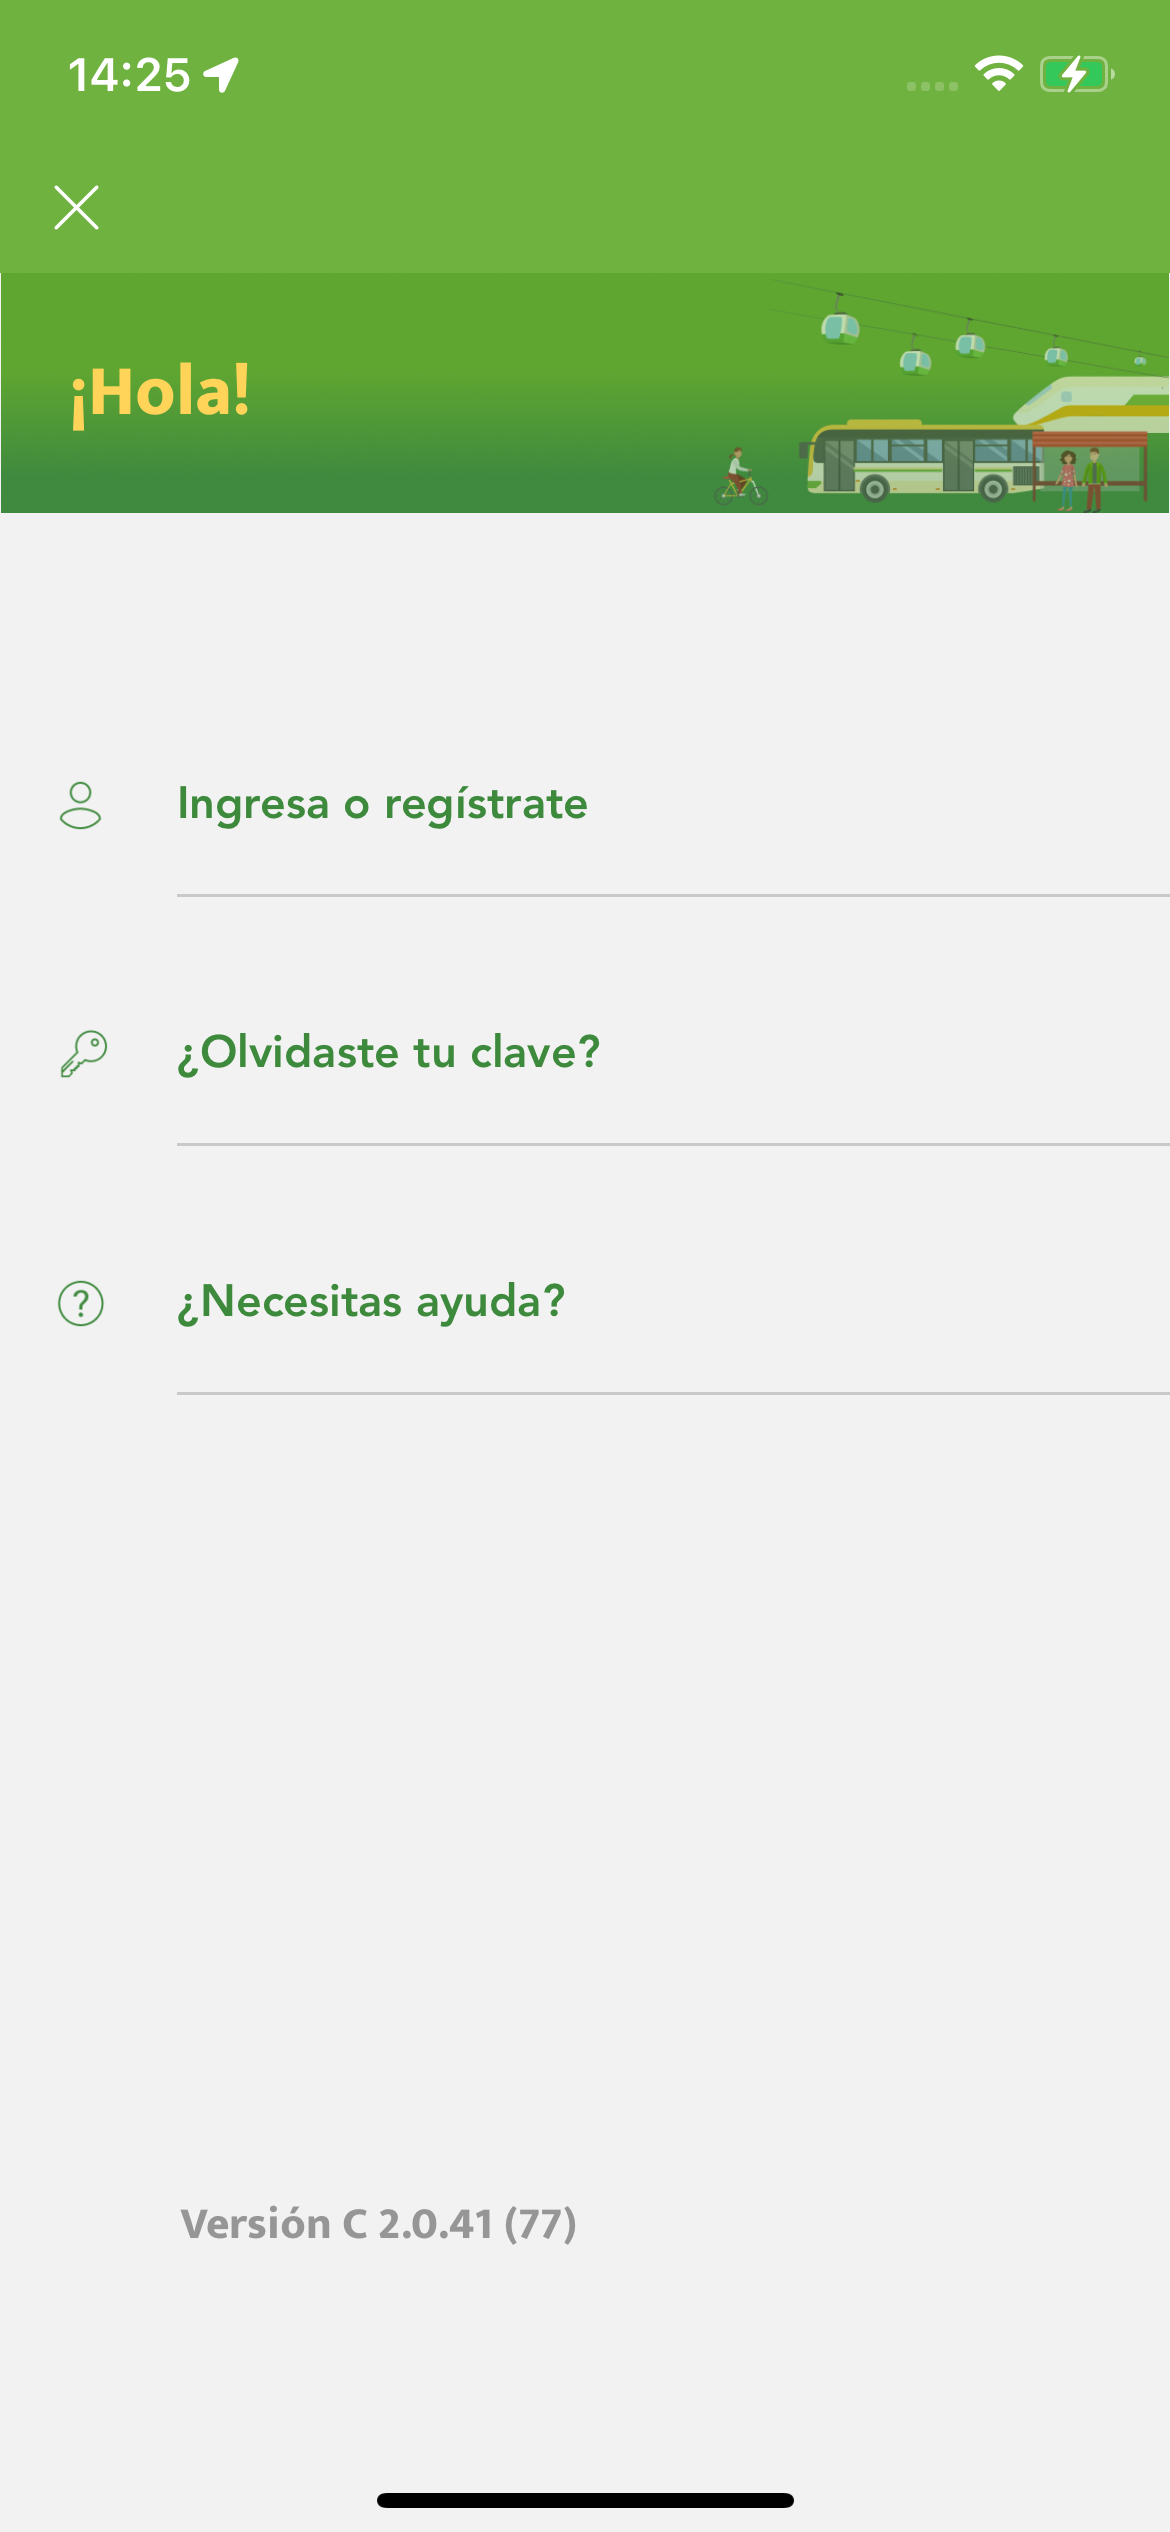 14:25
¡Hola!
Ingresa o regístrate
¿Olvidaste tu clave?
¿Necesitas ayuda?
Versión C 2.0.41 (77)